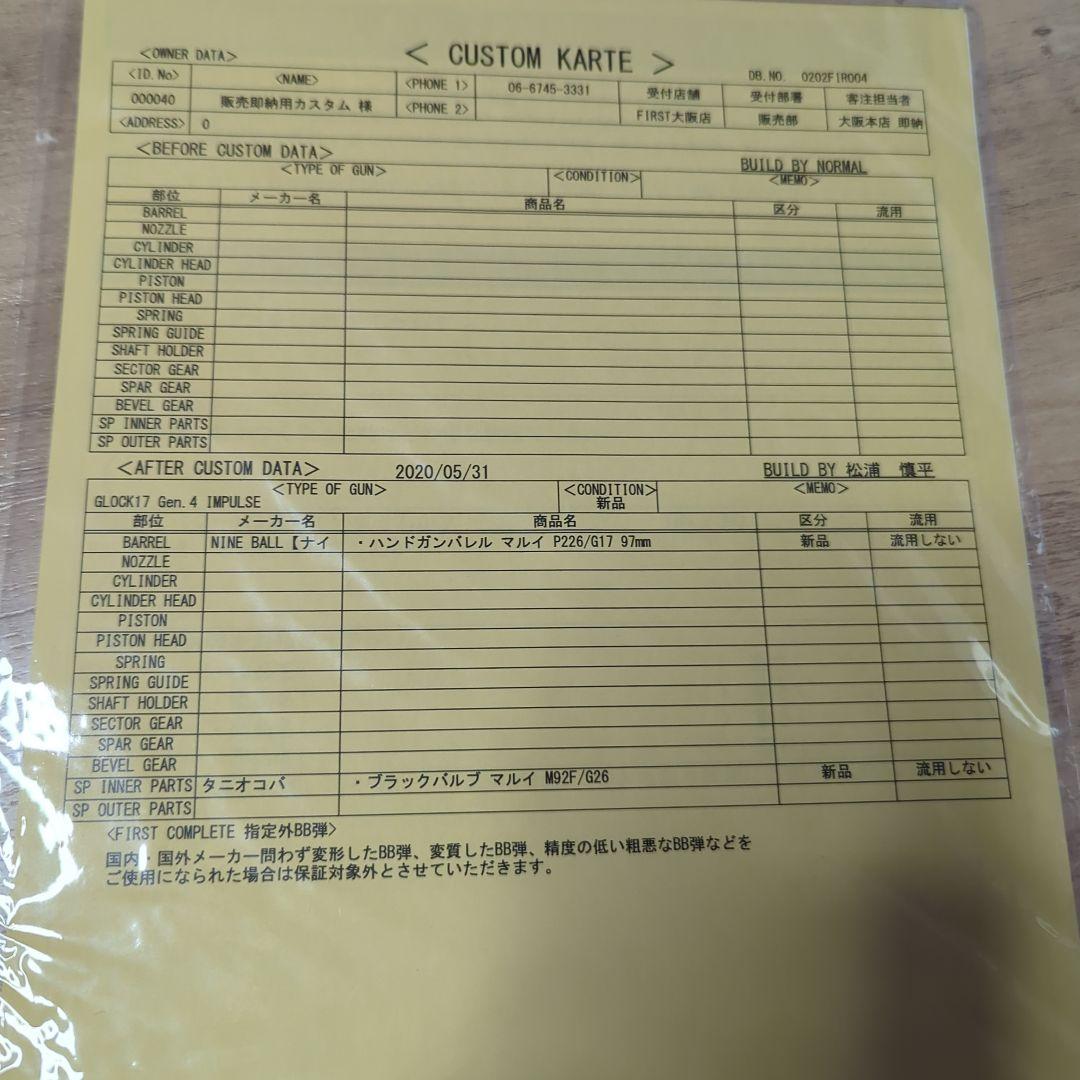 < CUSTOM KARTE >
<OWNER DATA>
DB.NO. 0202FIR004
<ID.No> <NAME> <PHONE 1> 06-6745-3331 受付店舗 受付部署 客注担当者
000040 販売即納用カスタム 様 <PHONE 2> FIRST大阪店 販売部 大阪本店 即納
<ADDRESS> 0
<BEFORE CUSTOM DATA>
BUILD BY NORMAL
<TYPE OF GUN> <CONDITION> <MEMO>
部位 メーカー名 商品名 区分 流用
BARREL
NOZZLE
CYLINDER
CYLINDER HEAD
PISTON
PISTON HEAD
SPRING
SPRING GUIDE
SHAFT HOLDER
SECTOR GEAR
SPAR GEAR
BEVEL GEAR
SP INNER PARTS
SP OUTER PARTS
<AFTER CUSTOM DATA> 2020/05/31 BUILD BY 松浦 慎平
<TYPE OF GUN> <CONDITION> <MEMO>
GLOCK17 Gen.4 IMPULSE 新品
部位 メーカー名 商品名 区分 流用
BARREL NINE BALL【ナイ ・ハンドガンバレル マルイ P226/G17 97mm 新品 流用しない
NOZZLE
CYLINDER
CYLINDER HEAD
PISTON
PISTON HEAD
SPRING
SPRING GUIDE
SHAFT HOLDER
SECTOR GEAR
SPAR GEAR
BEVEL GEAR
SP INNER PARTS タニオコバ ・ブラックバルブ マルイ M92F/G26 新品 流用しない
SP OUTER PARTS
<FIRST COMPLETE 指定外BB弾>
国内・国外メーカー問わず変形したBB弾、変質したBB弾、精度の低い粗悪なBB弾などを
ご使用になられた場合は保証対象外とさせていただきます。